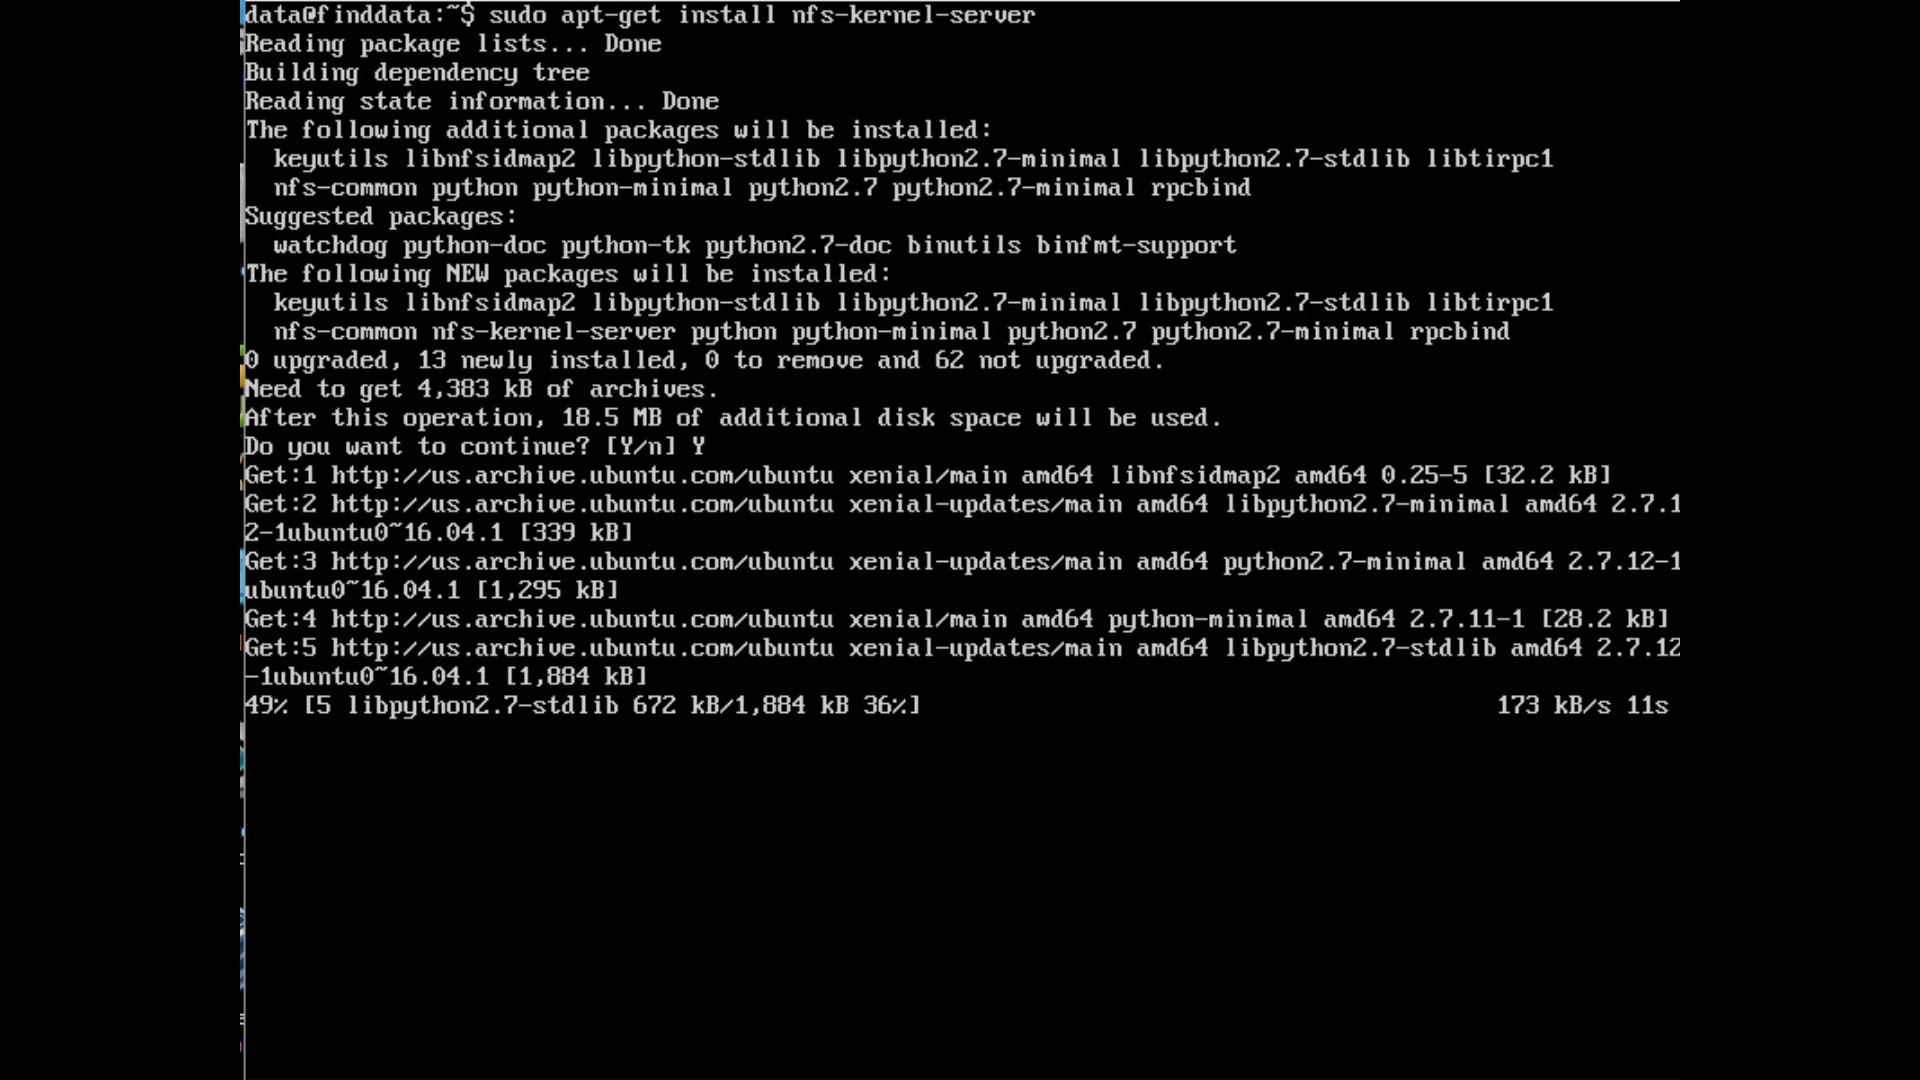 data@finddata:~$ sudo apt-get install nfs-kernel-server
Reading package lists... Done
Building dependency tree
Reading state information... Done
The following additional packages will be installed:
  keyutils libnfsidmap2 libpython-stdlib libpython2.7-minimal libpython2.7-stdlib libtirpc1
  nfs-common python python-minimal python2.7 python2.7-minimal rpcbind
Suggested packages:
  watchdog python-doc python-tk python2.7-doc binutils binfmt-support
The following NEW packages will be installed:
  keyutils libnfsidmap2 libpython-stdlib libpython2.7-minimal libpython2.7-stdlib libtirpc1
  nfs-common nfs-kernel-server python python-minimal python2.7 python2.7-minimal rpcbind
0 upgraded, 13 newly installed, 0 to remove and 62 not upgraded.
Need to get 4,383 kB of archives.
After this operation, 18.5 MB of additional disk space will be used.
Do you want to continue? [Y/n] Y
Get:1 http://us.archive.ubuntu.com/ubuntu xenial/main amd64 libnfsidmap2 amd64 0.25-5 [32.2 kB]
Get:2 http://us.archive.ubuntu.com/ubuntu xenial-updates/main amd64 libpython2.7-minimal amd64 2.7.1
2-1ubuntu0~16.04.1 [339 kB]
Get:3 http://us.archive.ubuntu.com/ubuntu xenial-updates/main amd64 python2.7-minimal amd64 2.7.12-1
ubuntu0~16.04.1 [1,295 kB]
Get:4 http://us.archive.ubuntu.com/ubuntu xenial/main amd64 python-minimal amd64 2.7.11-1 [28.2 kB]
Get:5 http://us.archive.ubuntu.com/ubuntu xenial-updates/main amd64 libpython2.7-stdlib amd64 2.7.12
-1ubuntu0~16.04.1 [1,884 kB]
49% [5 libpython2.7-stdlib 672 kB/1,884 kB 36%] 173 kB/s 11s